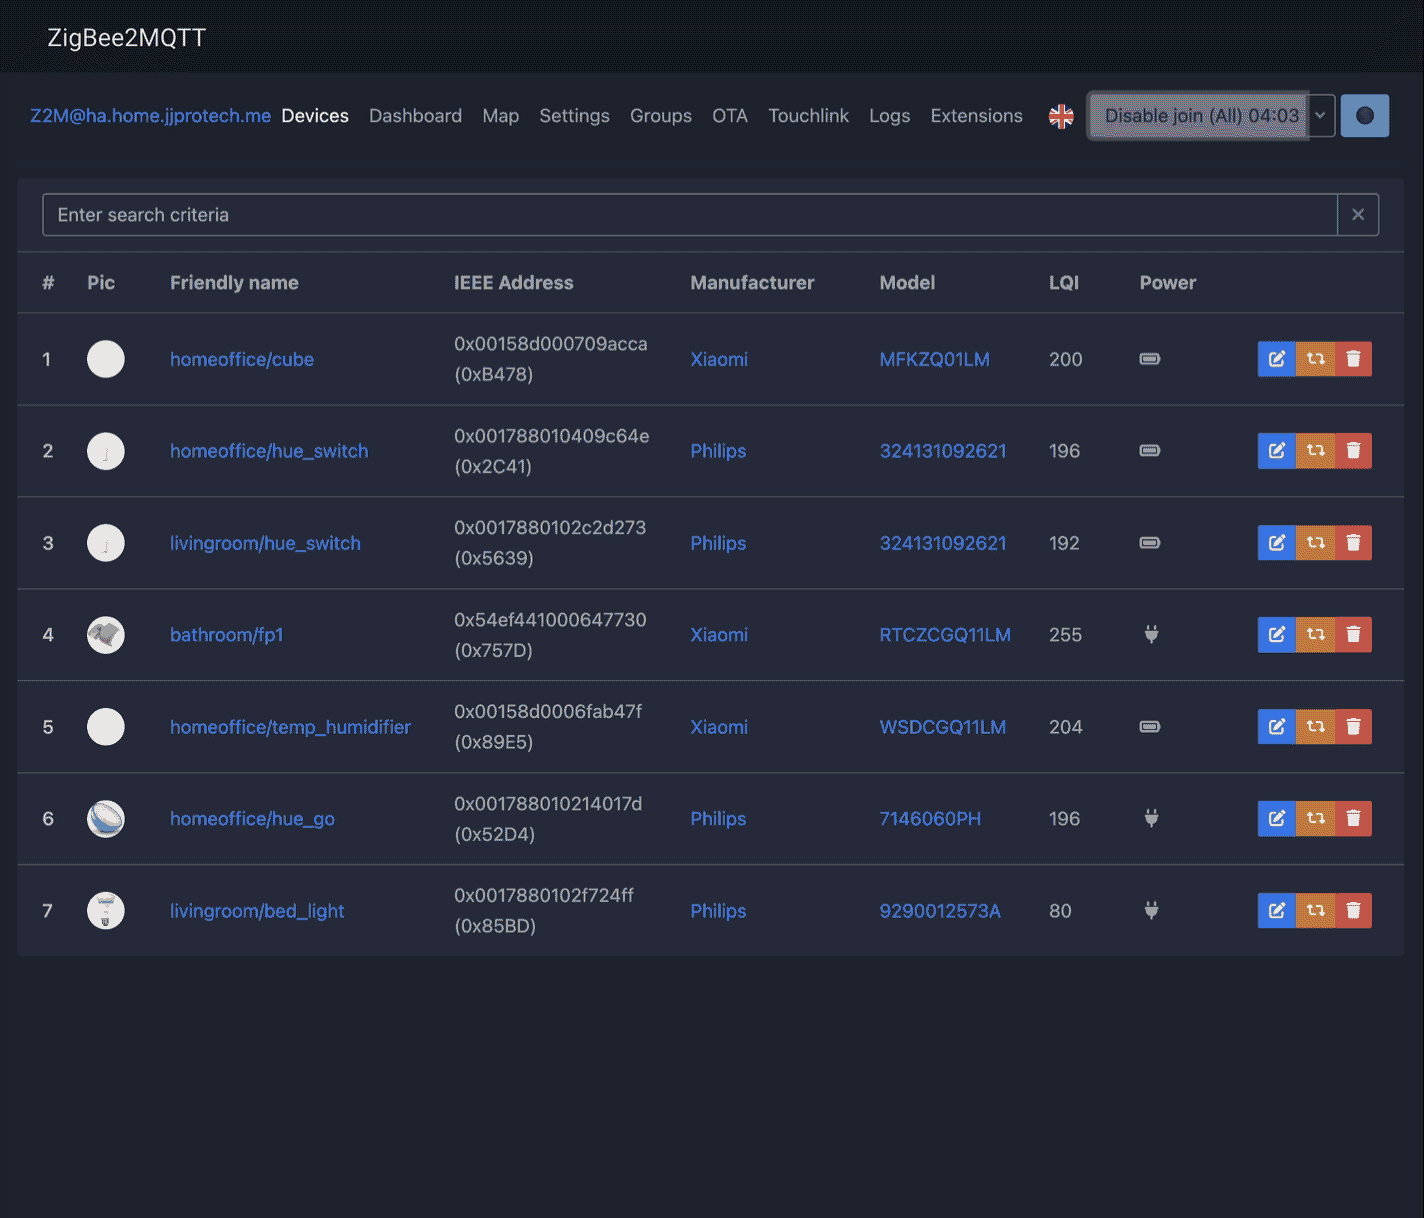 ZigBee2MQTT
Z2M@ha.home.jjprotech.me Devices Dashboard Map Settings Groups OTA Touchlink Logs Extensions Disable join (All) 04:03
Enter search criteria
# Pic Friendly name IEEE Address Manufacturer Model LQI Power
1 homeoffice/cube 0x00158d000709acca Xiaomi MFKZQ01LM 200
(0xB478)
2 homeoffice/hue_switch 0x001788010409c64e Philips 324131092621 196
(0x2C41)
3 livingroom/hue_switch 0x0017880102c2d273 Philips 324131092621 192
(0x5639)
4 bathroom/fp1 0x54ef441000647730 Xiaomi RTCZCGQ11LM 255
(0x757D)
5 homeoffice/temp_humidifier 0x00158d0006fab47f Xiaomi WSDCGQ11LM 204
(0x89E5)
6 homeoffice/hue_go 0x001788010214017d Philips 7146060PH 196
(0x52D4)
7 livingroom/bed_light 0x0017880102f724ff Philips 9290012573A 80
(0x85BD)